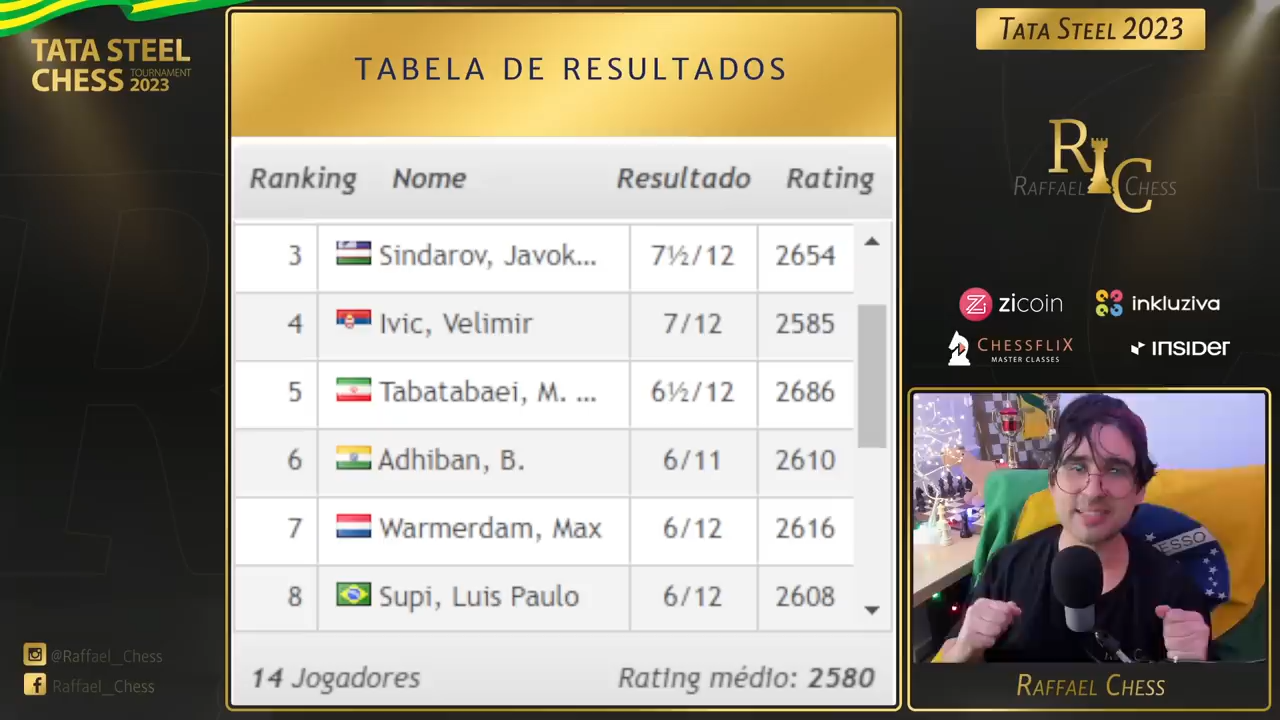 TATA STEEL
CHESS TOURNAMENT 2023
TABELA DE RESULTADOS
Ranking Nome Resultado Rating
3 Sindarov, Javok... 7½/12 2654
4 Ivic, Velimir 7/12 2585
5 Tabatabaei, M. ... 6½/12 2686
6 Adhiban, B. 6/11 2610
7 Warmerdam, Max 6/12 2616
8 Supi, Luis Paulo 6/12 2608
14 Jogadores Rating médio: 2580
@Raffael__Chess
Raffael__Chess
TATA STEEL 2023
R C
RAFFAEL CHESS
zicoin inkluziva
CHESSFLIX
MASTER CLASSES
INSIDER
ESSO
RAFFAEL CHESS